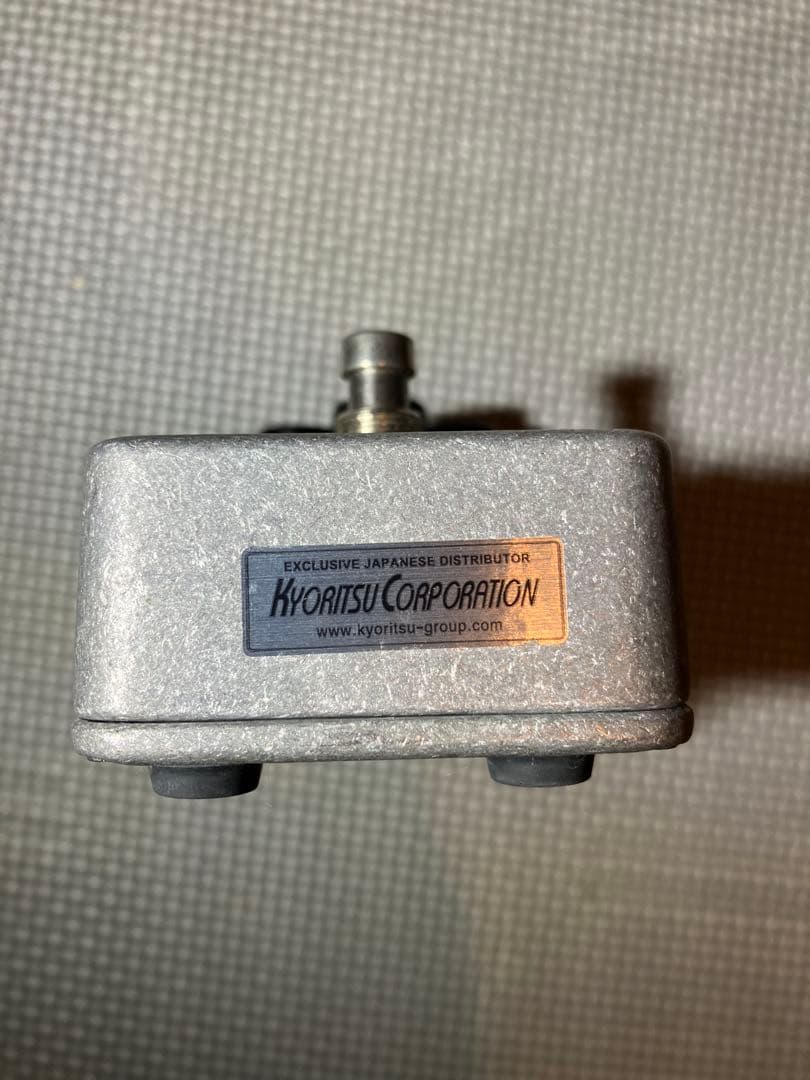 EXCLUSIVE JAPANESE DISTRIBUTOR
KYORITSU CORPORATION
www.kyoritsu-group.com